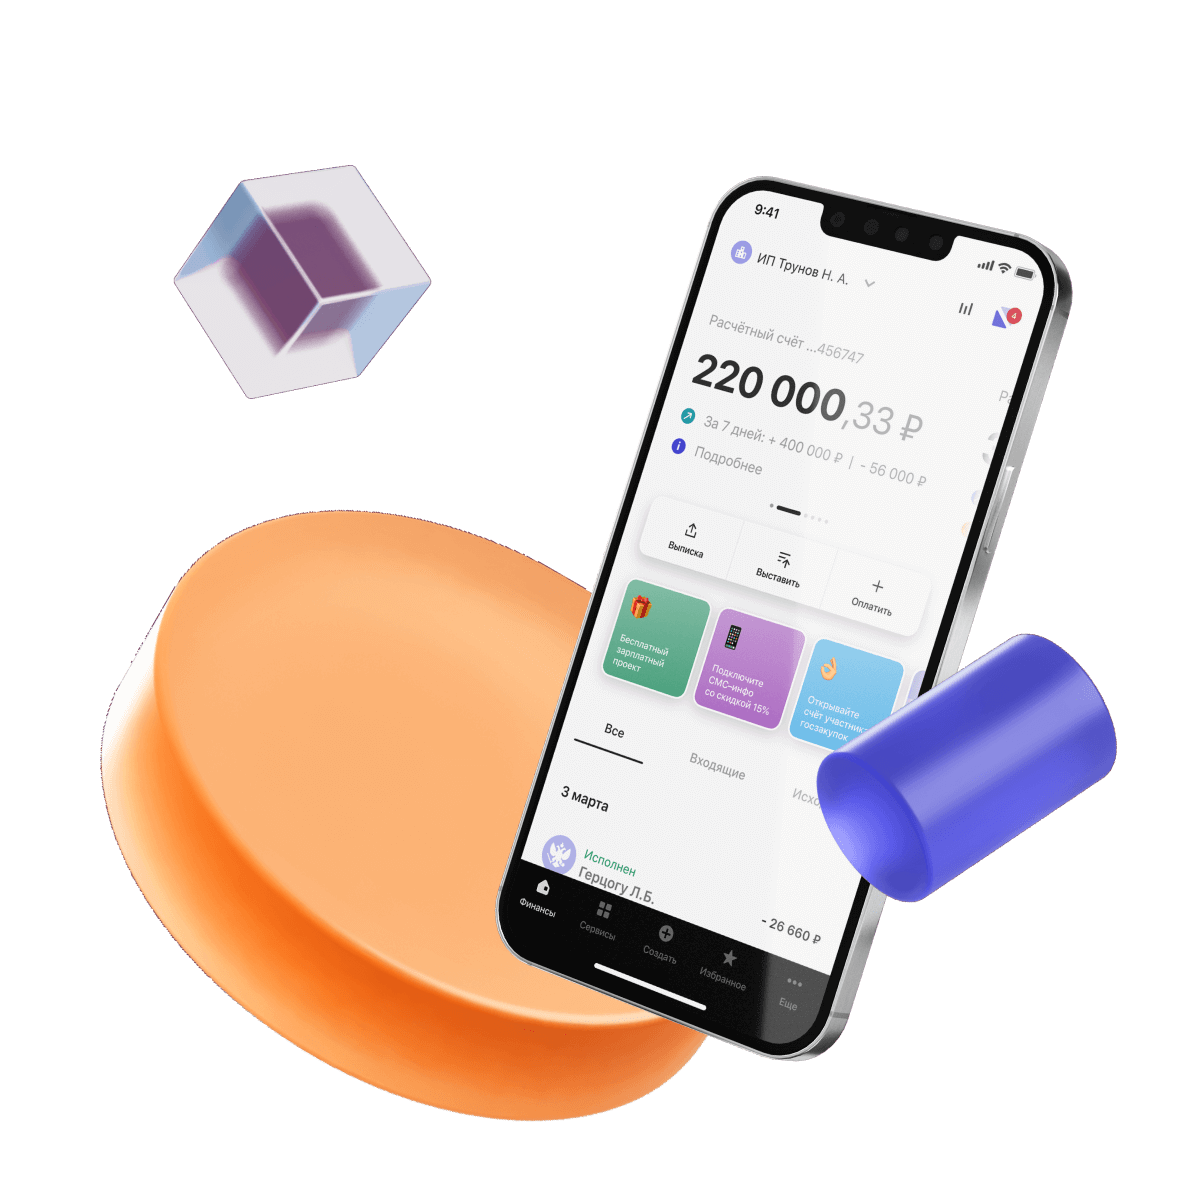 9:41
ИП Трунов Н. А.
4
Расчётный счёт ...456747
220 000,33 ₽
За 7 дней: + 400 000 ₽ | - 56 000 ₽
Подробнее
Выписка
Выставить
Оплатить
Бесплатный
зарплатный
проект
Подключите
СМС-инфо
со скидкой 15%
Открывайте
счёт участника
госзакупок
Все
Входящие
3 марта
Исполнен
Герцогу Л.Б.
- 26 660 ₽
Финансы
Сервисы
Создать
Избранное
Еще